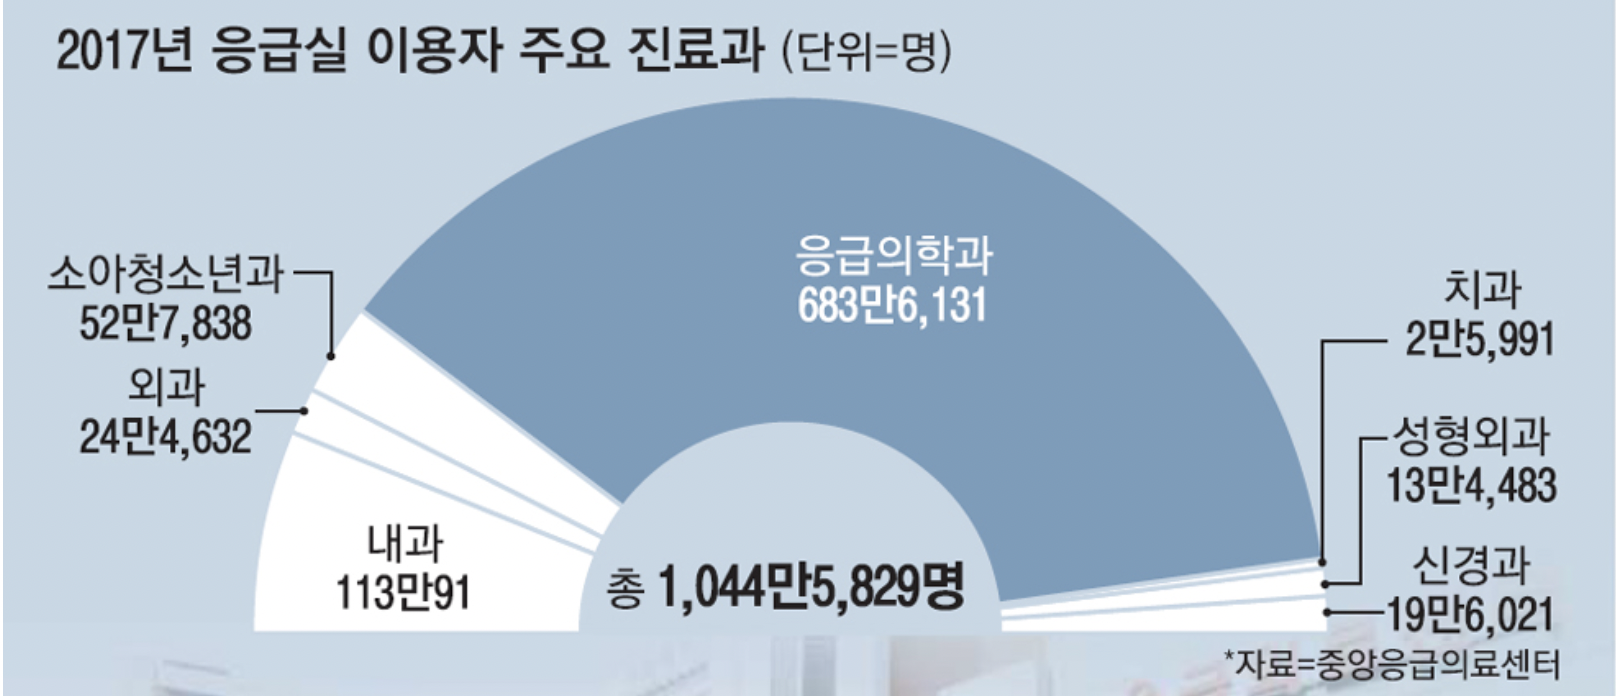 2017년 응급실 이용자 주요 진료과 (단위=명)
소아청소년과
52만7,838
외과
24만4,632
내과
113만91
응급의학과
683만6,131
총 1,044만5,829명
치과
2만5,991
성형외과
13만4,483
신경과
19만6,021
*자료=중앙응급의료센터